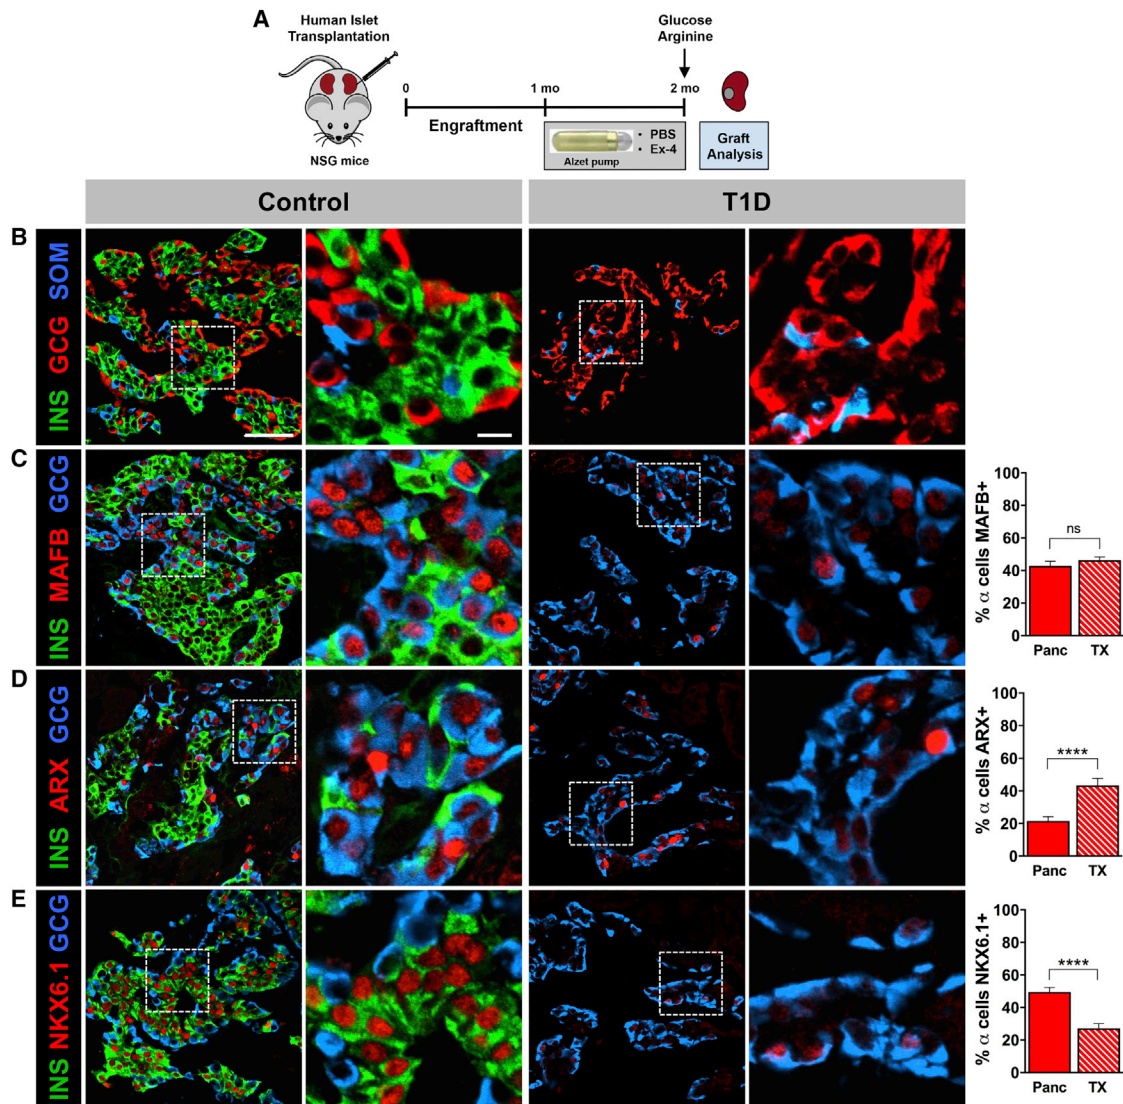 A
Human Islet
Transplantation
NSG mice
0
1 mo
2 mo
Engraftment
Glucose
Arginine
Alzet pump
• PBS
• Ex-4
Graft
Analysis
Control
T1D
B
INS GCG SOM
C
INS MAFB GCG
% α cells MAFB+
100
80
60
40
20
0
ns
Panc
TX
D
INS ARX GCG
% α cells ARX+
100
80
60
40
20
0
****
Panc
TX
E
INS NKX6.1 GCG
% α cells NKX6.1+
100
80
60
40
20
0
****
Panc
TX